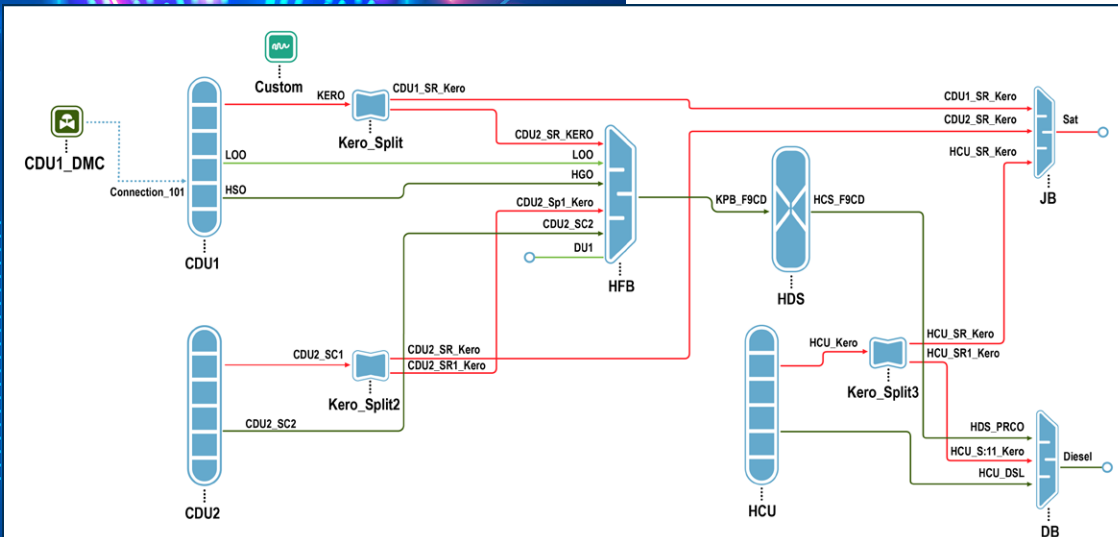 Custom
CDU1_DMC
Connection_101
KERO
LOO
HSO
CDU1
CDU1_SR_Kero
Kero_Split
CDU2_SR_KERO
LOO
HGO
CDU2_Sp1_Kero
CDU2_SC2
DU1
HFB
KPB_F9CD
HCS_F9CD
HDS
CDU1_SR_Kero
CDU2_SR_Kero
HCU_SR_Kero
Sat
JB
CDU2_SC1
CDU2_SR_Kero
CDU2_SR1_Kero
Kero_Split2
CDU2_SC2
CDU2
HCU_Kero
HCU_SR_Kero
HCU_SR1_Kero
Kero_Split3
HCU
HDS_PRCO
HCU_S:11_Kero
HCU_DSL
Diesel
DB